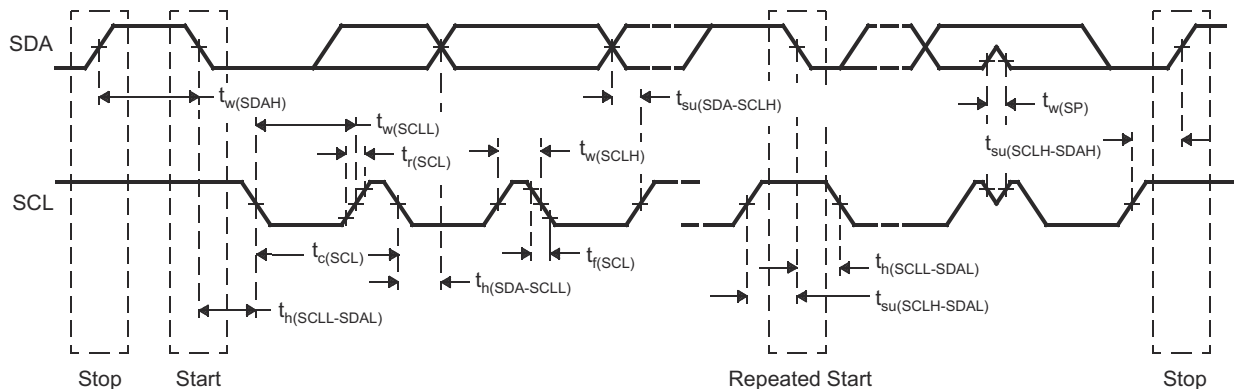 SDA
t_w(SDAH)
t_su(SDA-SCLH)
t_w(SP)
t_w(SCLL)
t_r(SCL)
t_w(SCLH)
t_su(SCLH-SDAH)
SCL
t_c(SCL)
t_f(SCL)
t_h(SCLL-SDAL)
t_h(SDA-SCLL)
t_h(SCLL-SDAL)
t_su(SCLH-SDAL)
Stop
Start
Repeated Start
Stop